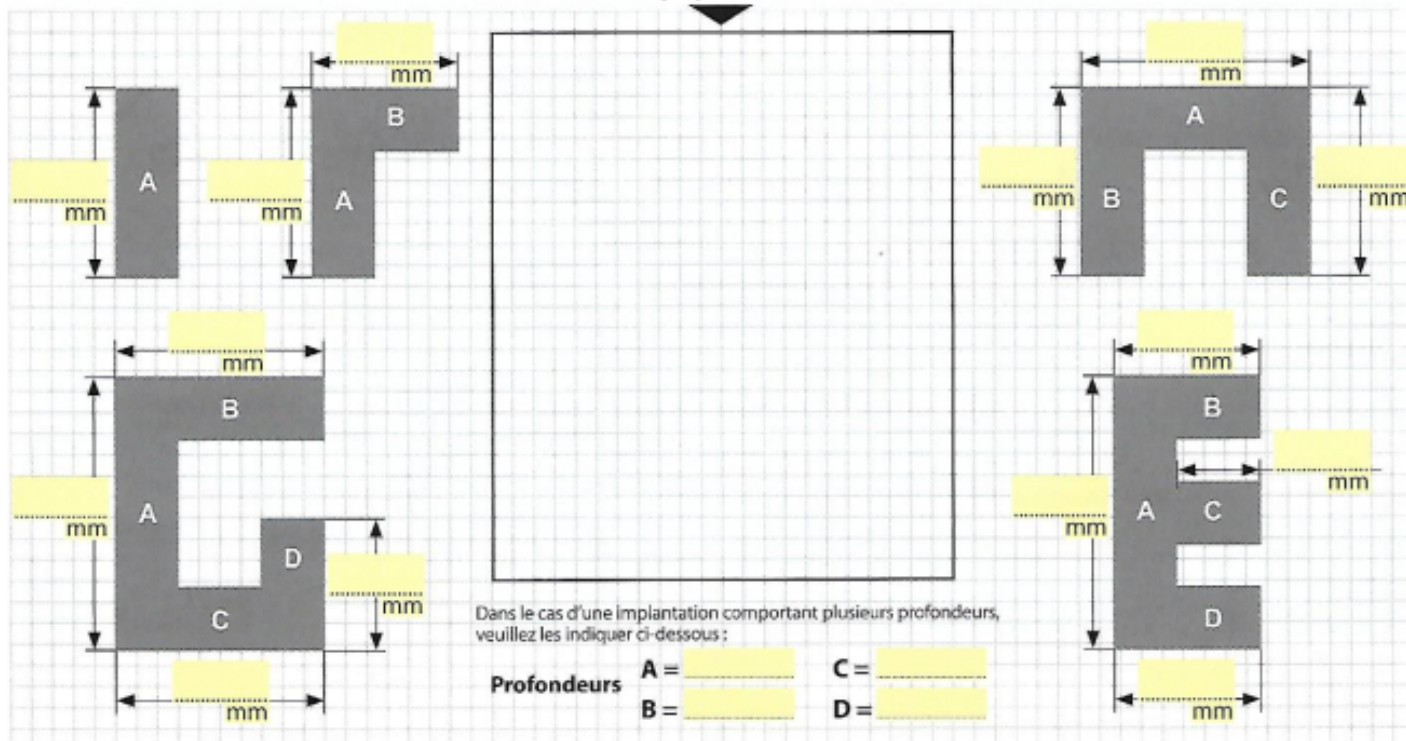 mm
B
mm
A
mm
A
mm
mm
A
B
C
mm
mm
mm
B
A
D
C
mm
mm
mm
mm
B
mm
A
C
D
mm
mm
Dans le cas d'une implantation comportant plusieurs profondeurs,
veuillez les indiquer ci-dessous :
Profondeurs
A =
C =
B =
D =